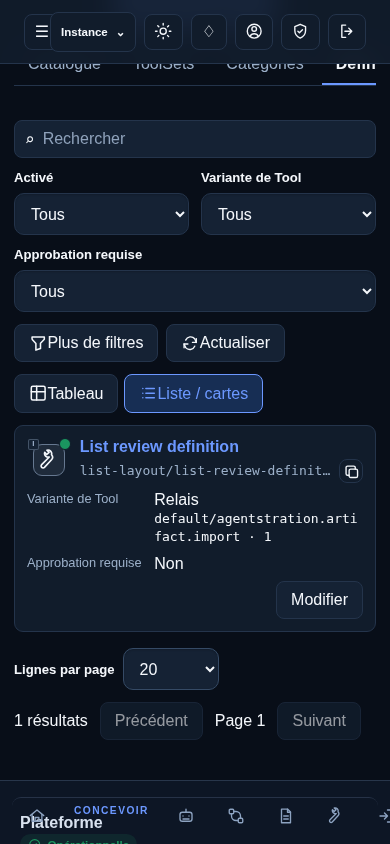 Instance
Catalogue ToolSets Catégories Défin
Rechercher
Activé Variante de Tool
Tous Tous
Approbation requise
Tous
Plus de filtres Actualiser
Tableau Liste / cartes
List review definition
list-layout/list-review-definit…
Variante de Tool Relais
default/agentstration.arti
fact.import · 1
Approbation requise Non
Modifier
Lignes par page 20
1 résultats Précédent Page 1 Suivant
CONCEVOIR
Plateforme
Opérationnelle